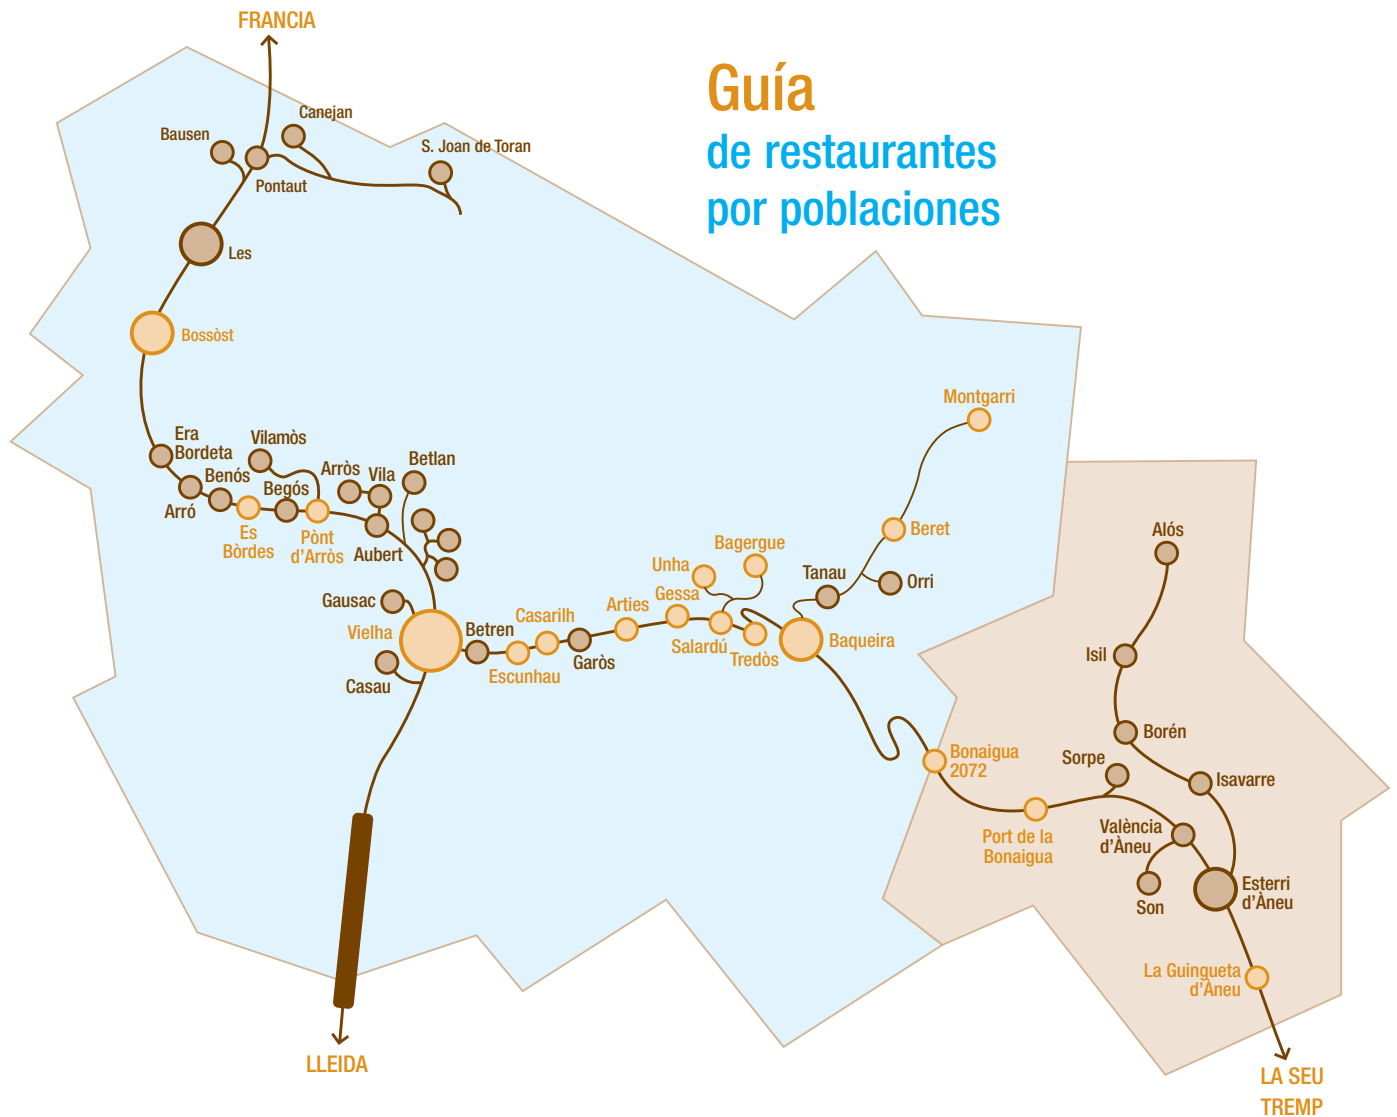 FRANCIA
Guía
de restaurantes
por poblaciones
Canejan
Bausen
S. Joan de Toran
Pontaut
Les
Bossòst
Montgarri
Era
Bordeta
Vilamòs
Betlan
Arròs
Vila
Benós
Begós
Arró
Es
Bòrdes
Pònt
d'Arròs
Aubert
Beret
Alós
Bagergue
Unha
Tanau
Orri
Gausac
Gessa
Arties
Casarilh
Vielha
Betren
Salardú
Tredòs
Baqueira
Garòs
Escunhau
Casau
Isil
Borén
Bonaigua
2072
Sorpe
Isavarre
Port de la
Bonaigua
València
d'Àneu
Son
Esterri
d'Àneu
La Guingueta
d'Àneu
LLEIDA
LA SEU
TREMP